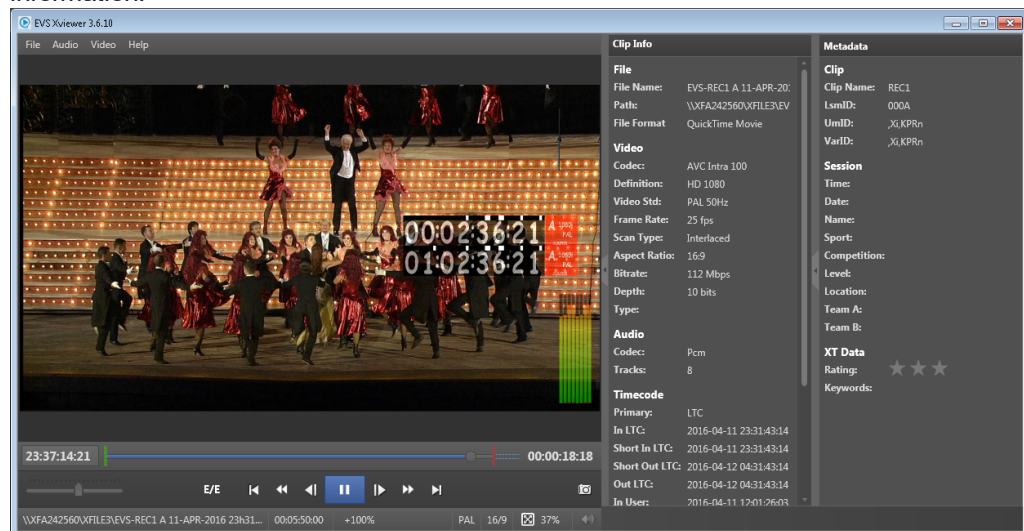 EVS Xviewer 3.6.10
File Audio Video Help
00:02:36:21
01:02:36:21
23:37:14:21
00:00:18:18
E/E
\\XFA242560\XFILE3\EVS-REC1 A 11-APR-2016 23h31... 00:05:50:00 +100% PAL 16/9 37%
Clip Info
File
File Name: EVS-REC1 A 11-APR-20:
Path: \\XFA242560\XFILE3\EV
File Format QuickTime Movie
Video
Codec: AVC Intra 100
Definition: HD 1080
Video Std: PAL 50Hz
Frame Rate: 25 fps
Scan Type: Interlaced
Aspect Ratio: 16:9
Bitrate: 112 Mbps
Depth: 10 bits
Type:
Audio
Codec: Pcm
Tracks: 8
Timecode
Primary: LTC
In LTC: 2016-04-11 23:31:43:14
Short In LTC: 2016-04-11 23:31:43:14
Short Out LTC: 2016-04-12 04:31:43:14
Out LTC: 2016-04-12 04:31:43:14
In User: 2016-04-11 12:01:26:03
Metadata
Clip
Clip Name: REC1
LsmID: 000A
UmID: ,Xi,KPRn
VarID: ,Xi,KPRn
Session
Time:
Date:
Name:
Sport:
Competition:
Level:
Location:
Team A:
Team B:
XT Data
Rating:
Keywords: